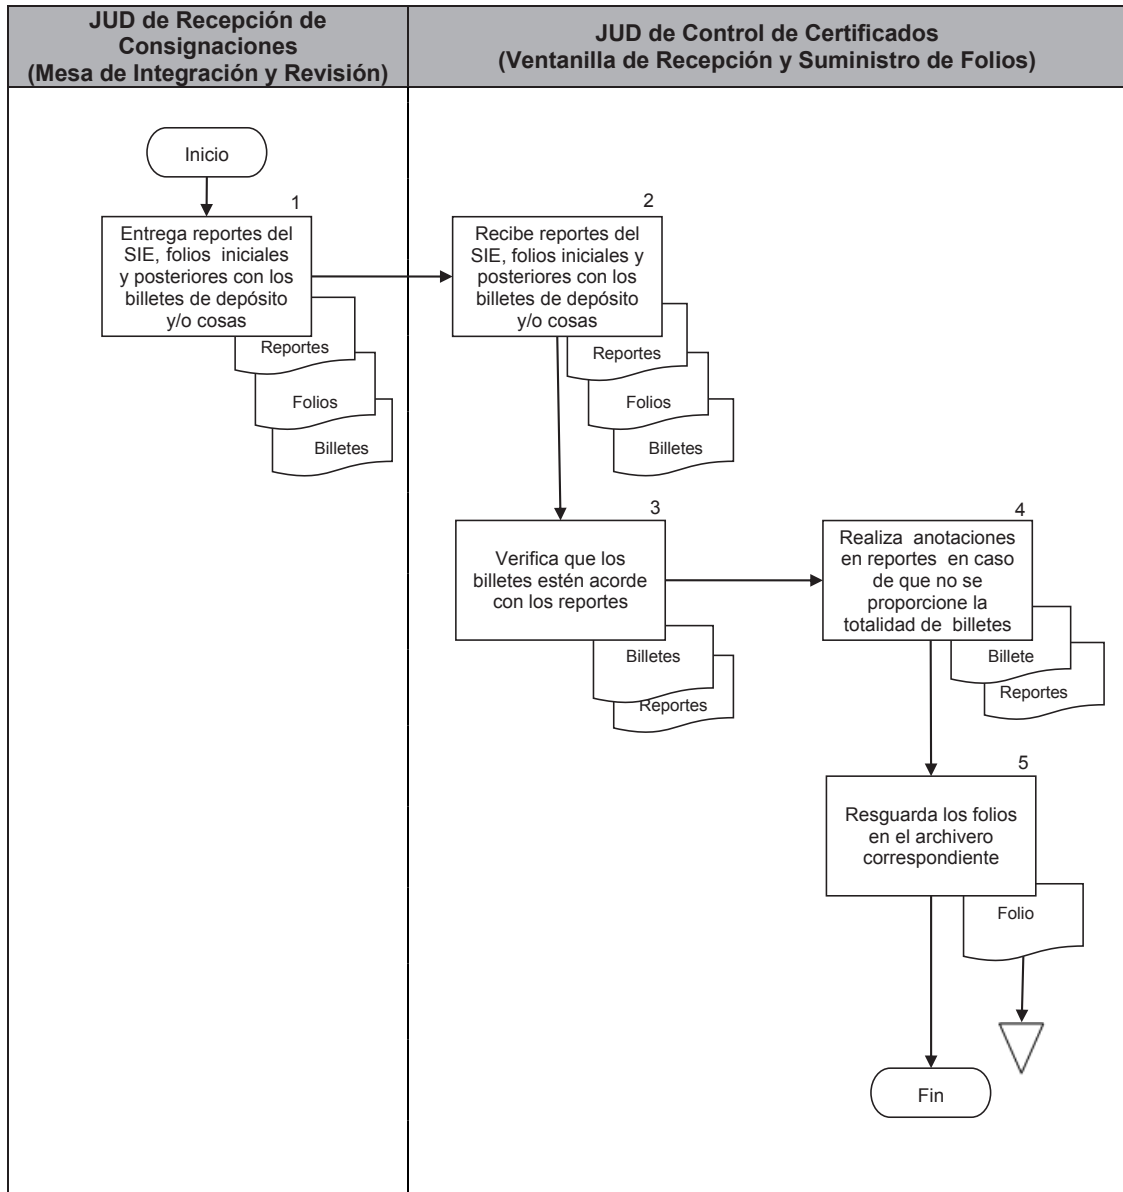 JUD de Recepción de
Consignaciones
(Mesa de Integración y Revisión)
JUD de Control de Certificados
(Ventanilla de Recepción y Suministro de Folios)
Inicio
1
Entrega reportes del
SIE, folios iniciales
y posteriores con los
billetes de depósito
y/o cosas
Reportes
Folios
Billetes
2
Recibe reportes del
SIE, folios iniciales y
posteriores con los
billetes de depósito
y/o cosas
Reportes
Folios
Billetes
3
Verifica que los
billetes estén acorde
con los reportes
Billetes
Reportes
4
Realiza anotaciones
en reportes en caso
de que no se
proporcione la
totalidad de billetes
Billete
Reportes
5
Resguarda los folios
en el archivero
correspondiente
Folio
Fin